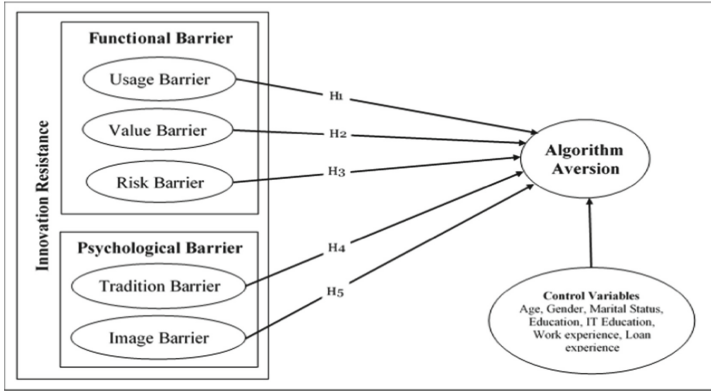 Innovation Resistance
Functional Barrier
Usage Barrier
Value Barrier
Risk Barrier
Psychological Barrier
Tradition Barrier
Image Barrier
H1
H2
H3
H4
H5
Algorithm
Aversion
Control Variables
Age, Gender, Marital Status,
Education, IT Education,
Work experience, Loan
experience